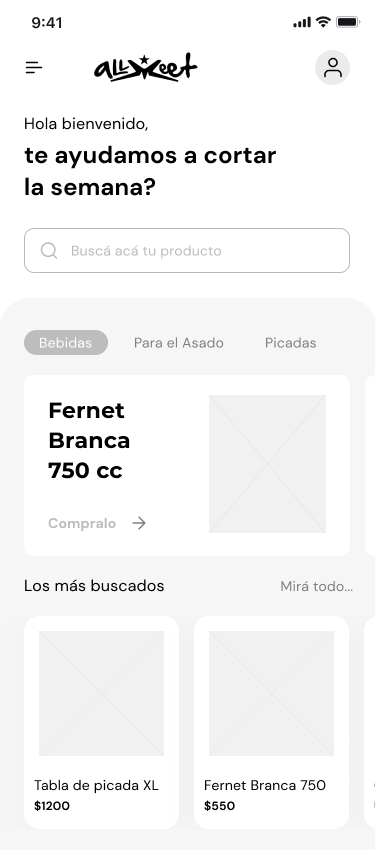 9:41
allweet
Hola bienvenido,
te ayudamos a cortar
la semana?
Buscá acá tu producto
Bebidas
Para el Asado
Picadas
Fernet
Branca
750 cc
Compralo
Los más buscados
Mirá todo...
Tabla de picada XL
$1200
Fernet Branca 750
$550